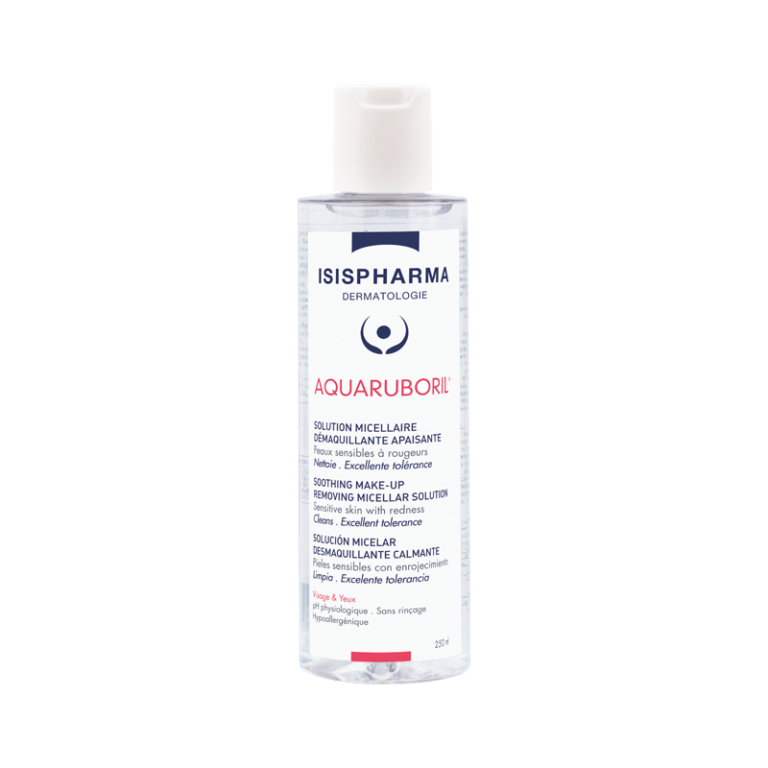 ISISPHARMA
DERMATOLOGIE
AQUARUBORIL®
SOLUTION MICELLAIRE
DÉMAQUILLANTE APAISANTE
Peaux sensibles à rougeurs
Nettoie . Excellente tolérance
SOOTHING MAKE-UP
REMOVING MICELLAR SOLUTION
Sensitive skin with redness
Cleans . Excellent tolerance
SOLUCIÓN MICELAR
DESMAQUILLANTE CALMANTE
Pieles sensibles con enrojecimient
Limpia . Excelente tolerancia
Visage & Yeux
pH physiologique . Sans rinçage
Hypoallergénique
250 ml